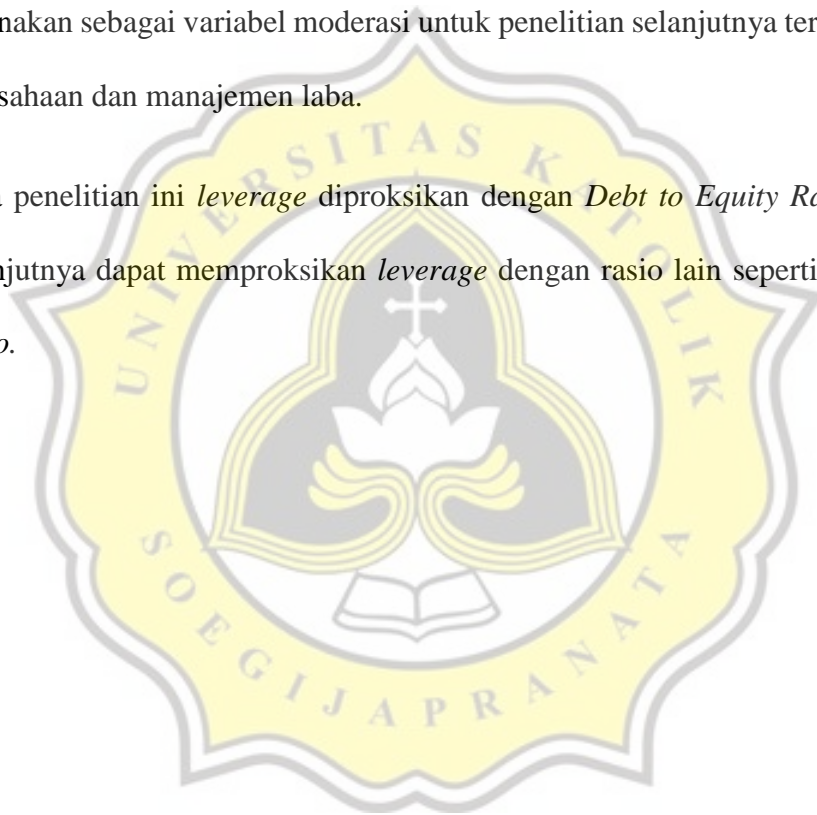 nakan sebagai variabel moderasi untuk penelitian selanjutnya ter
sahaan dan manajemen laba.
penelitian ini leverage diproksikan dengan Debt to Equity Ra
njutnya dapat memproksikan leverage dengan rasio lain seperti
o.
UNIVERSITAS KATOLIK
SOEGIJAPRANATA